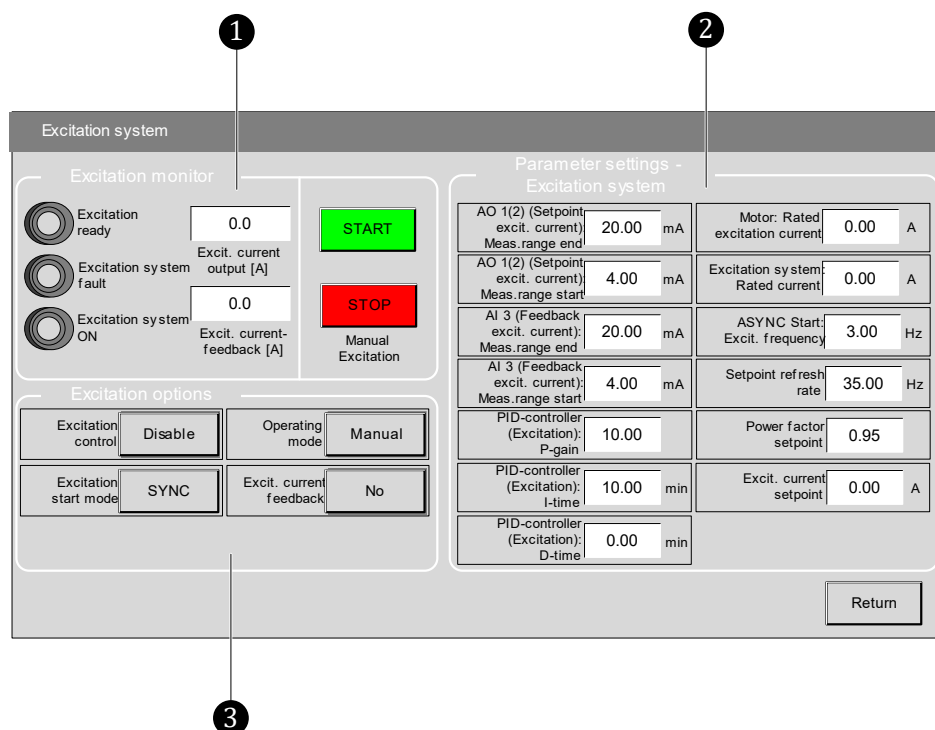 1
2
Excitation system
Excitation monitor
Excitation
ready
0.0
Excit. current
output [A]
START
Excitation system
fault
0.0
Excit. current-
feedback [A]
STOP
Excitation system
ON
Manual
Excitation
Excitation options
Excitation
control
Disable
Operating
mode
Manual
Excitation
start mode
SYNC
Excit. current
feedback
No
Parameter settings -
Excitation system
AO 1(2) (Setpoint
excit. current):
Meas.range end
20.00
mA
Motor: Rated
excitation current
0.00
A
AO 1(2) (Setpoint
excit. current):
Meas.range start
4.00
mA
Excitation system:
Rated current
0.00
A
AI 3 (Feedback
excit. current):
Meas.range end
20.00
mA
ASYNC Start:
Excit. frequency
3.00
Hz
AI 3 (Feedback
excit. current):
Meas.range start
4.00
mA
Setpoint refresh
rate
35.00
Hz
PID-controller
(Excitation):
P-gain
10.00
Power factor
setpoint
0.95
PID-controller
(Excitation):
I-time
10.00
min
Excit. current
setpoint
0.00
A
PID-controller
(Excitation):
D-time
0.00
min
Return
3